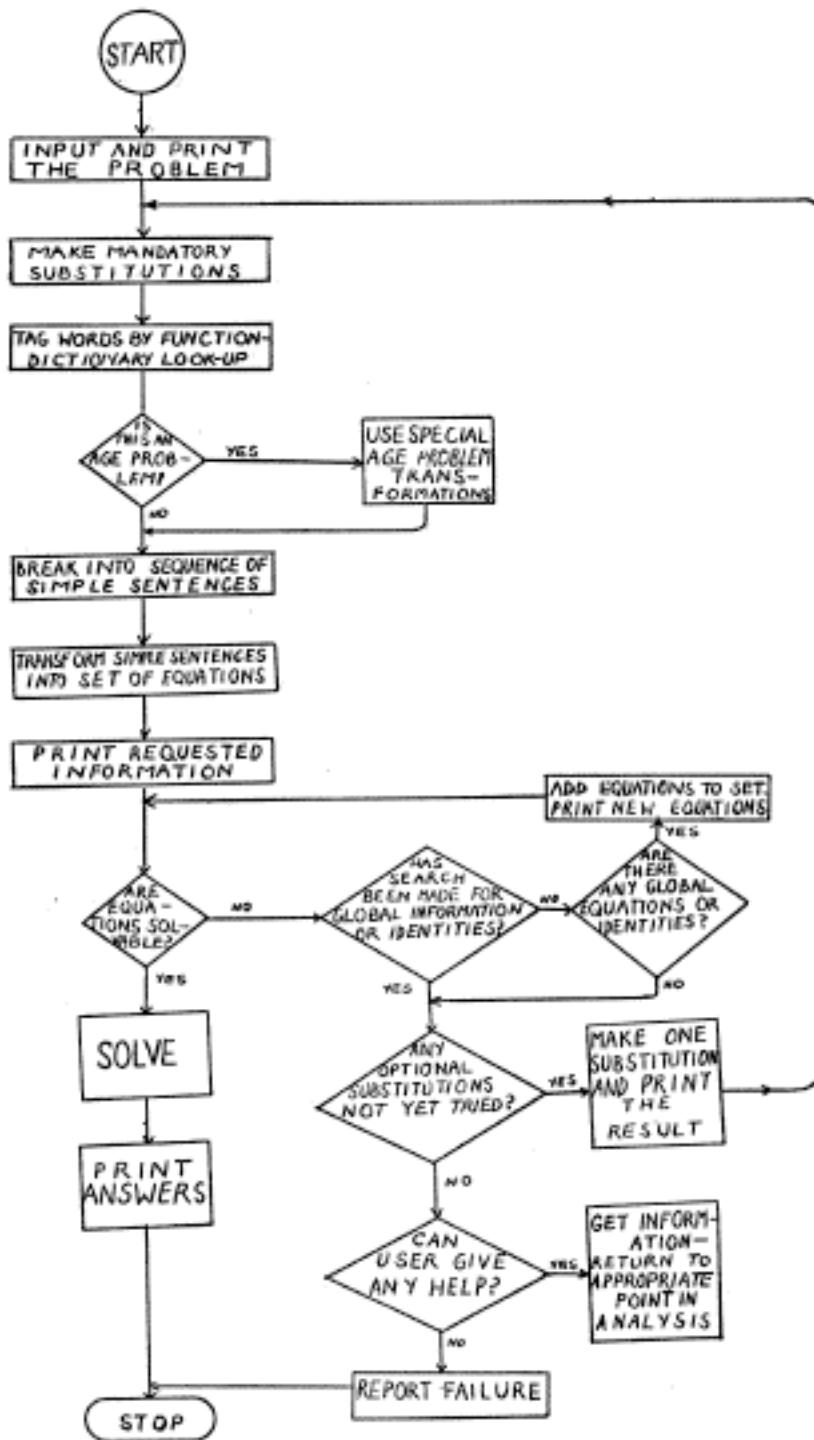 START
INPUT AND PRINT
THE PROBLEM
MAKE MANDATORY
SUBSTITUTIONS
TAG WORDS BY FUNCTION-
DICTIONARY LOOK-UP
IS
THIS AN
AGE PROB-
LEM?
YES
USE SPECIAL
AGE PROBLEM
TRANS-
FORMATIONS
NO
BREAK INTO SEQUENCE OF
SIMPLE SENTENCES
TRANSFORM SIMPLE SENTENCES
INTO SET OF EQUATIONS
PRINT REQUESTED
INFORMATION
ADD EQUATIONS TO SET.
PRINT NEW EQUATIONS.
YES
ARE
EQUA-
TIONS SOL-
VABLE?
NO
HAS
SEARCH
BEEN MADE FOR
GLOBAL INFORMATION
OR IDENTITIES?
NO
ARE
THERE
ANY GLOBAL
EQUATIONS OR
IDENTITIES?
YES
YES
NO
SOLVE
ANY
OPTIONAL
SUBSTITUTIONS
NOT YET TRIED?
YES
MAKE ONE
SUBSTITUTION
AND PRINT
THE
RESULT
PRINT
ANSWERS
NO
CAN
USER GIVE
ANY HELP?
YES
GET INFORM-
ATION-
RETURN TO
APPROPRIATE
POINT IN
ANALYSIS
NO
REPORT FAILURE
STOP